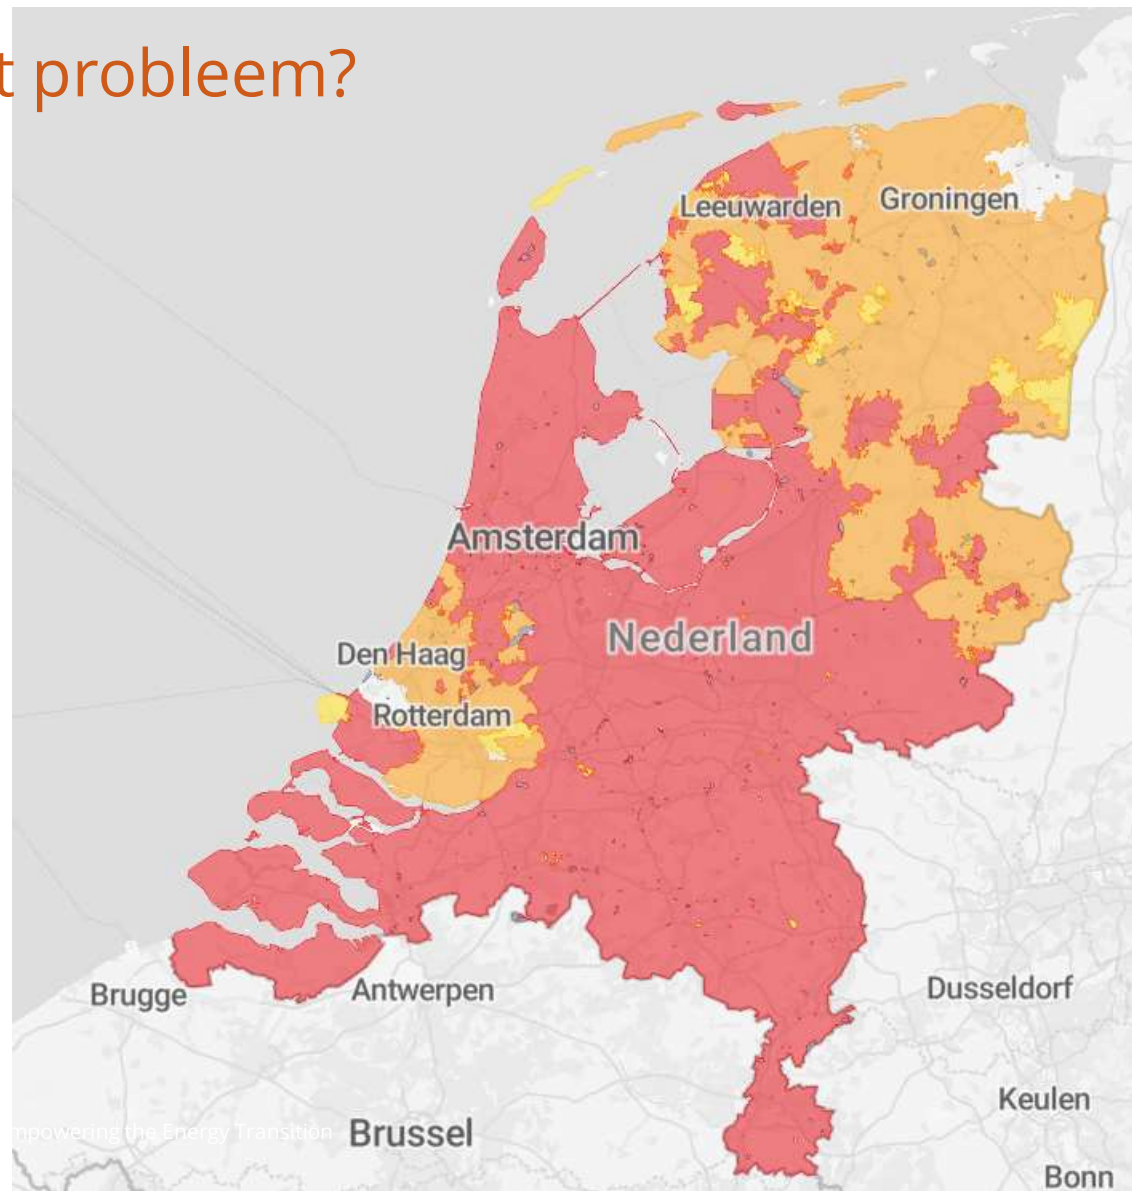 t probleem?
Leeuwarden
Groningen
Amsterdam
Nederland
Den Haag
Rotterdam
Brugge
Antwerpen
Dusseldorf
Keulen
mpowering the Energy Transition
Brussel
Bonn